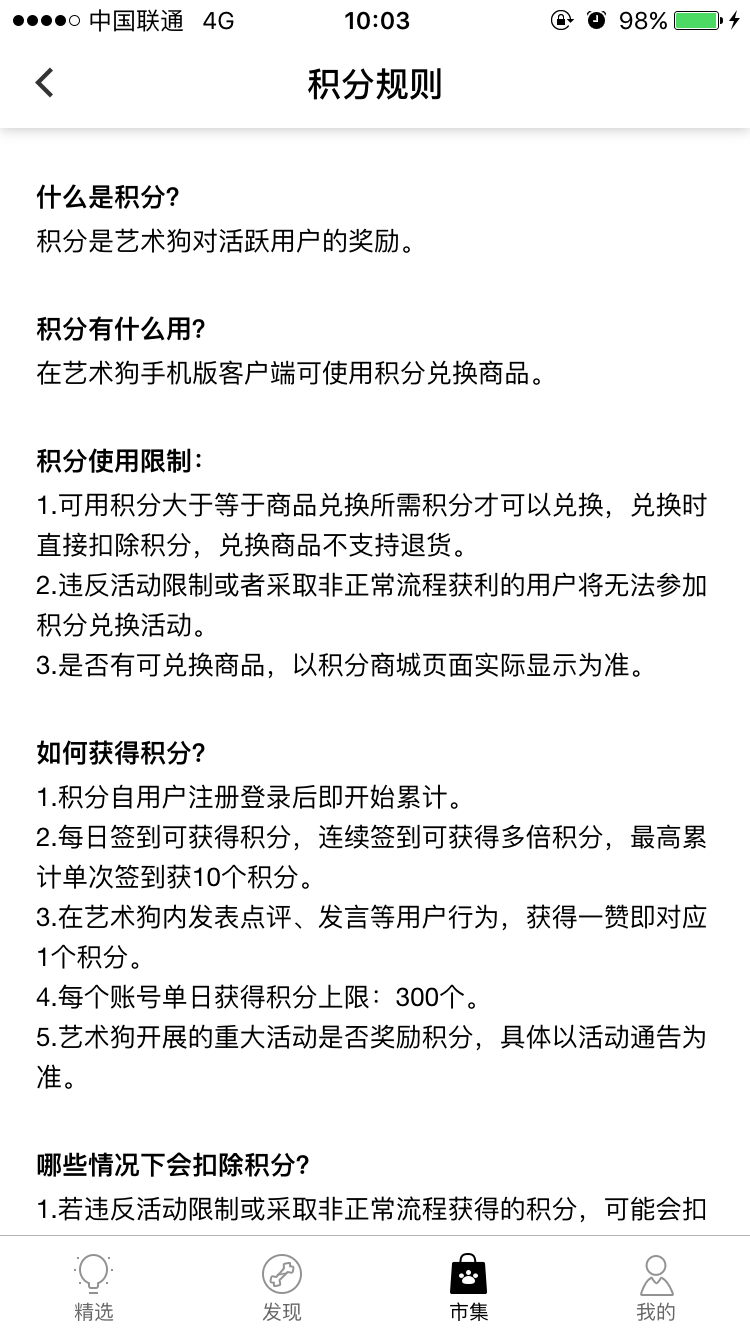 中国联通 4G 10:03 98%
积分规则
什么是积分?
积分是艺术狗对活跃用户的奖励。
积分有什么用?
在艺术狗手机版客户端可使用积分兑换商品。
积分使用限制：
1.可用积分大于等于商品兑换所需积分才可以兑换，兑换时
直接扣除积分，兑换商品不支持退货。
2.违反活动限制或者采取非正常流程获利的用户将无法参加
积分兑换活动。
3.是否有可兑换商品，以积分商城页面实际显示为准。
如何获得积分?
1.积分自用户注册登录后即开始累计。
2.每日签到可获得积分，连续签到可获得多倍积分，最高累
计单次签到获10个积分。
3.在艺术狗内发表点评、发言等用户行为，获得一赞即对应
1个积分。
4.每个账号单日获得积分上限：300个。
5.艺术狗开展的重大活动是否奖励积分，具体以活动通告为
准。
哪些情况下会扣除积分?
1.若违反活动限制或采取非正常流程获得的积分，可能会扣
精选 发现 市集 我的